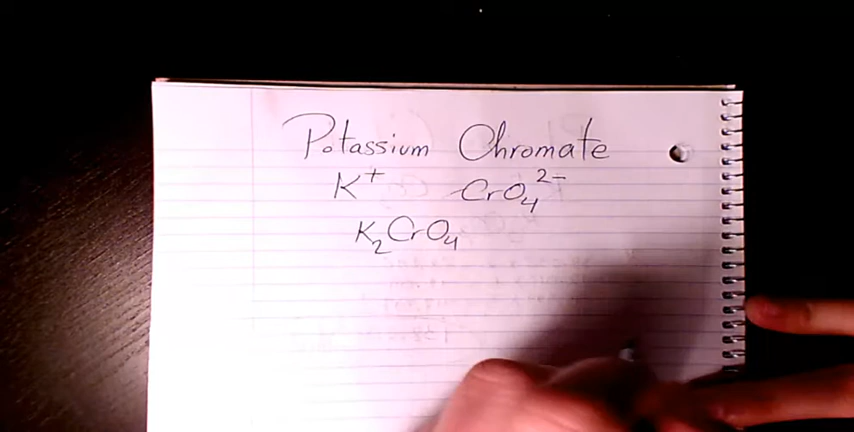 Potassium Chromate
K⁺ CrO₄²⁻
K₂CrO₄